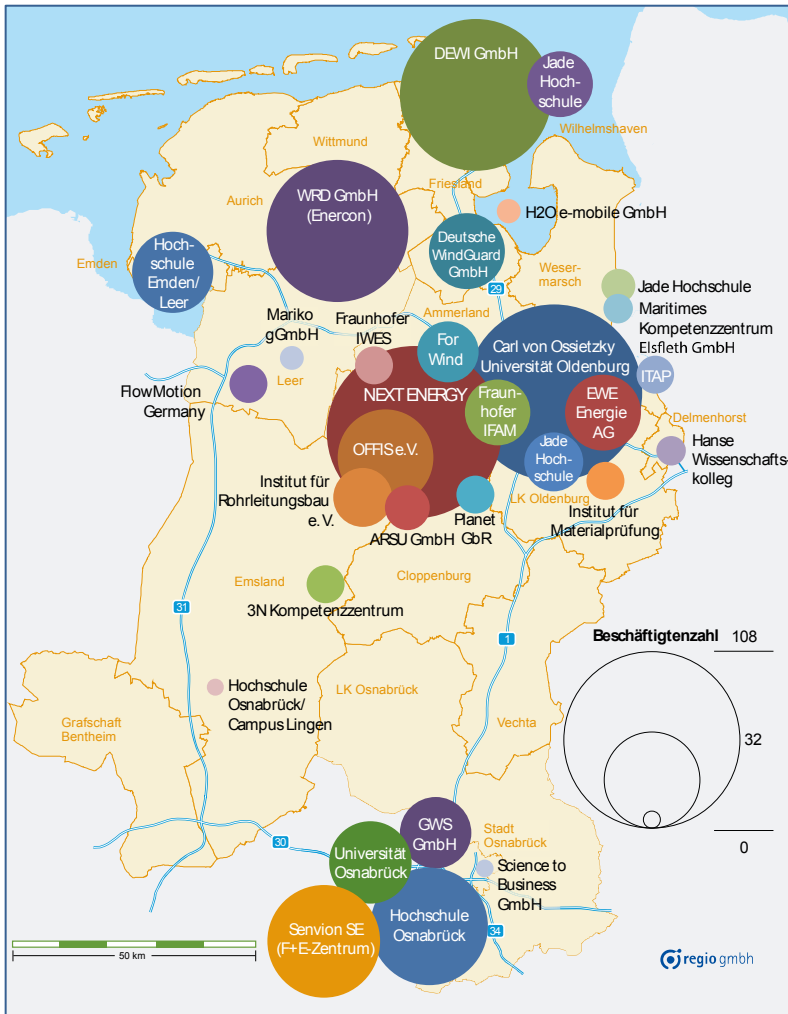 DEWI GmbH
Jade
Hoch-
schule
Wilhelmshaven
Wittmund
Friesland
Aurich
WRD GmbH
(Enercon)
H2O e-mobile GmbH
Deutsche
WindGuard
GmbH
Emden
Hoch-
schule
Emden/
Leer
Weser-
marsch
29
Jade Hochschule
Maritimes
Kompetenzzentrum
Elsfleth GmbH
Ammerland
Mariko
gGmbH
Fraunhofer
IWES
For
Wind
Carl von Ossietzky
Universität Oldenburg
ITAP
FlowMotion
Germany
Leer
NEXT ENERGY
Fraun-
hofer
IFAM
EWE
Energie
AG
Delmenhorst
Hanse
Wissenschafts-
kolleg
OFFIS e.V.
Jade
Hoch-
schule
Institut für
Rohrleitungsbau
e. V.
LK Oldenburg
Institut für
Materialprüfung
ARSU GmbH
Planet
GbR
Cloppenburg
Emsland
3N Kompetenzzentrum
31
1
Beschäftigtenzahl
108
32
0
Hochschule
Osnabrück/
Campus Lingen
LK Osnabrück
Grafschaft
Bentheim
Vechta
GWS
GmbH
Stadt
Osnabrück
30
Universität
Osnabrück
Science to
Business
GmbH
Hochschule
Osnabrück
34
Senvion SE
(F+E-Zentrum)
50 km
regio gmbh